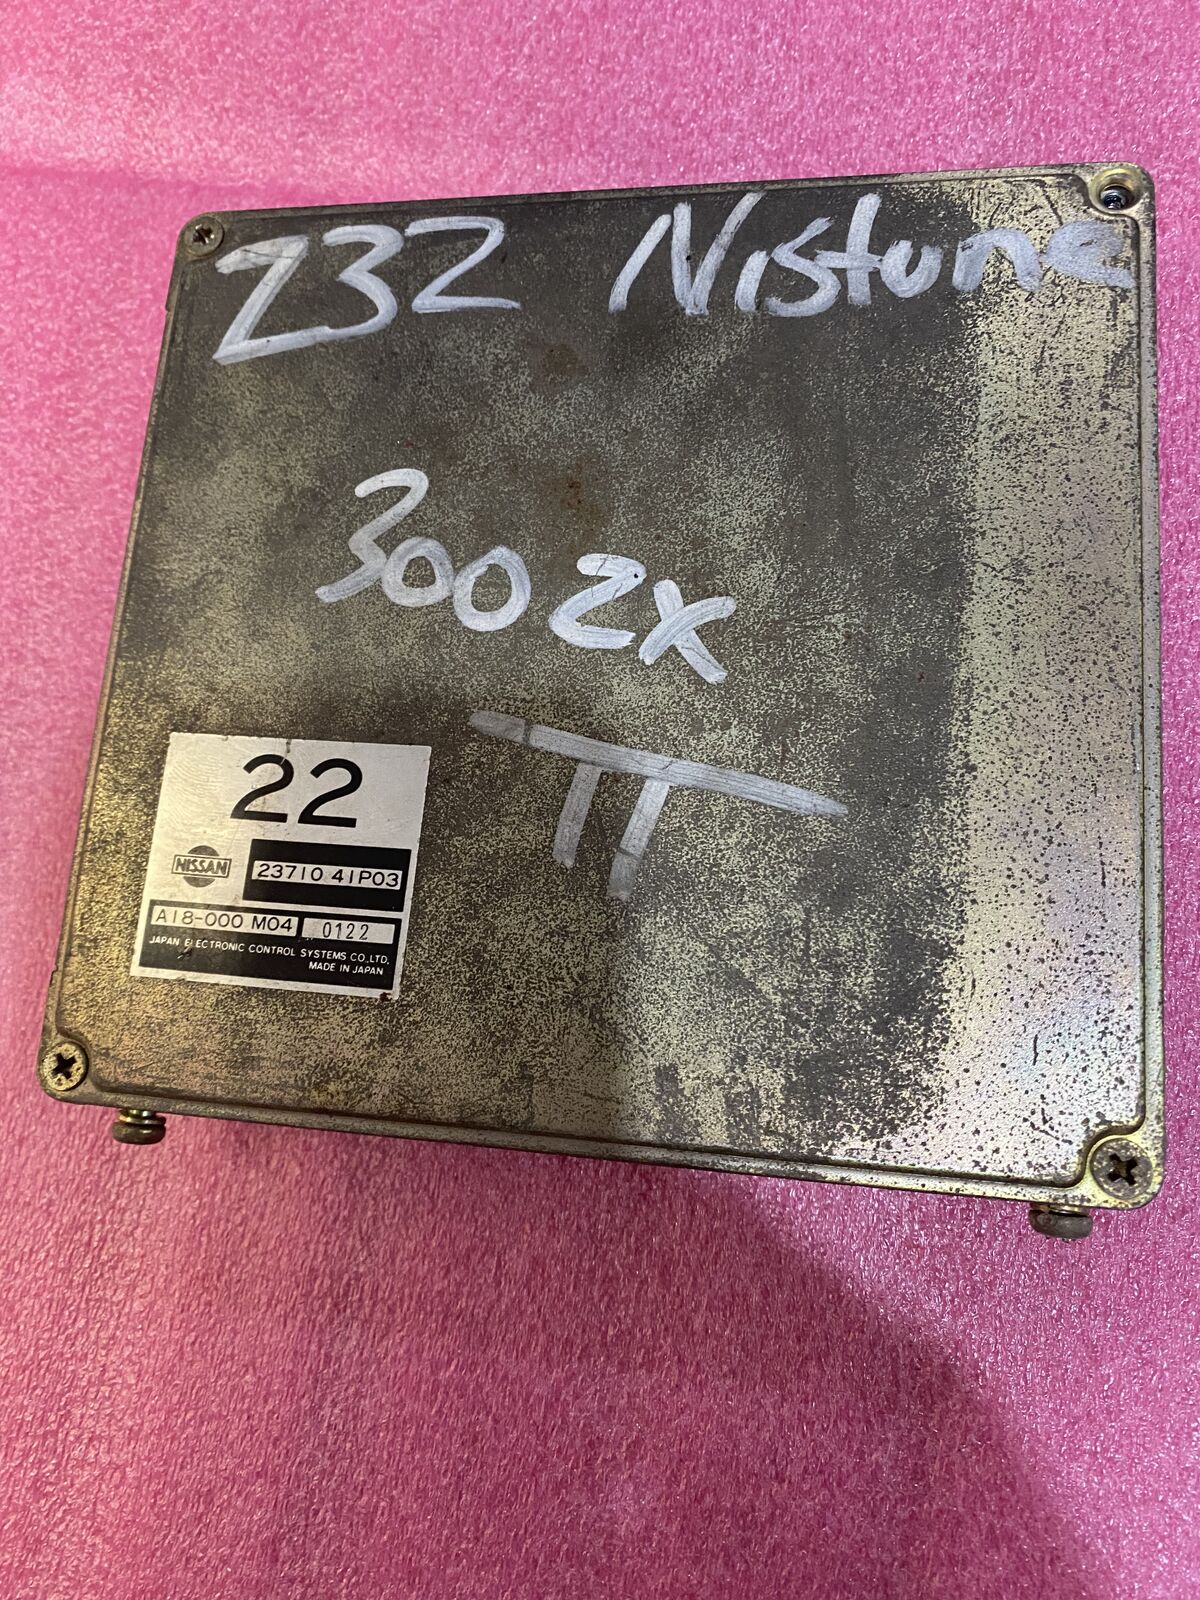 Z32 Nistune
300ZX
TT
22
NISSAN
23710 41P03
A18-000 M04 0122
JAPAN ELECTRONIC CONTROL SYSTEMS CO.,LTD.
MADE IN JAPAN